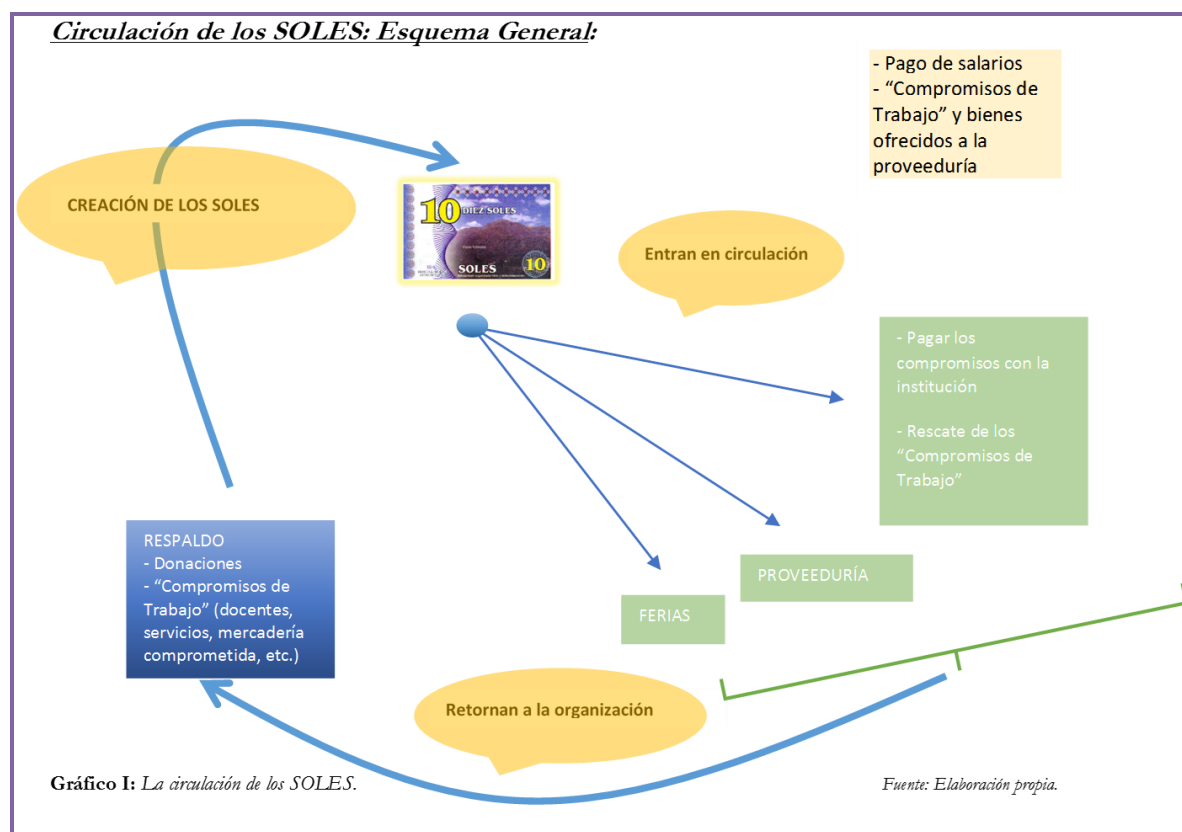 Circulación de los SOLES: Esquema General:
- Pago de salarios
- “Compromisos de
Trabajo” y bienes
ofrecidos a la
proveeduría
CREACIÓN DE LOS SOLES
10
DIEZ SOLES
SOLES
10
Entran en circulación
- Pagar los
compromisos con la
institución
- Rescate de los
“Compromisos de
Trabajo”
RESPALDO
- Donaciones
- “Compromisos de
Trabajo” (docentes,
servicios, mercadería
comprometida, etc.)
PROVEEDURÍA
FERIAS
Retornan a la organización
Gráfico I: La circulación de los SOLES.
Fuente: Elaboración propia.